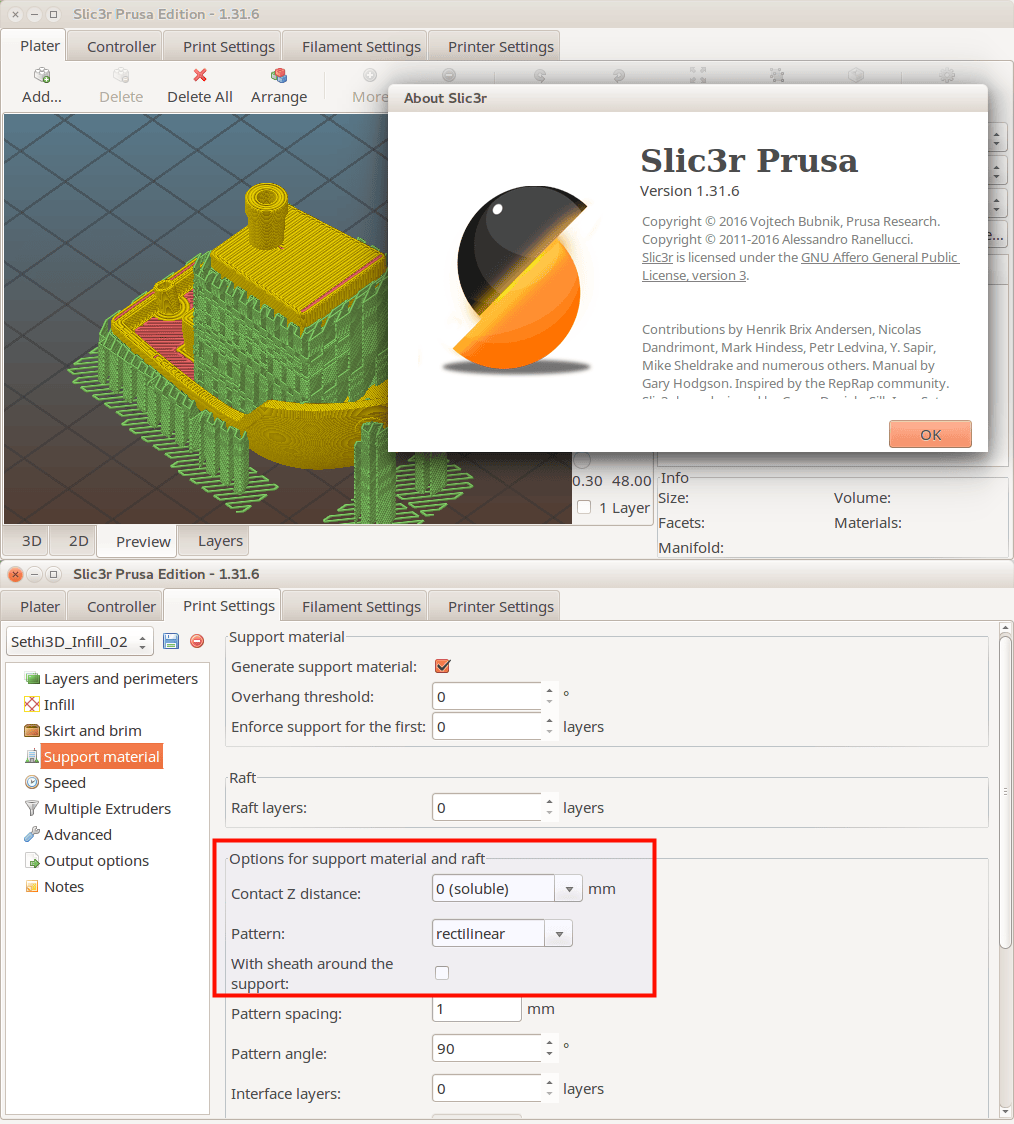 Slic3r Prusa Edition - 1.31.6
Plater Controller Print Settings Filament Settings Printer Settings
Add... Delete Delete All Arrange More
About Slic3r
Slic3r Prusa
Version 1.31.6
Copyright © 2016 Vojtech Bubnik, Prusa Research.
Copyright © 2011-2016 Alessandro Ranellucci.
Slic3r is licensed under the GNU Affero General Public
License, version 3.
Contributions by Henrik Brix Andersen, Nicolas
Dandrimont, Mark Hindess, Petr Ledvina, Y. Sapir,
Mike Sheldrake and numerous others. Manual by
Gary Hodgson. Inspired by the RepRap community.
OK
0.30 48.00
1 Layer
Info
Size: Volume:
Facets: Materials:
Manifold:
3D 2D Preview Layers
Slic3r Prusa Edition - 1.31.6
Plater Controller Print Settings Filament Settings Printer Settings
Sethi3D_Infill_02
Layers and perimeters
Infill
Skirt and brim
Support material
Speed
Multiple Extruders
Advanced
Output options
Notes
Support material
Generate support material:
Overhang threshold: 0 °
Enforce support for the first: 0 layers
Raft
Raft layers: 0 layers
Options for support material and raft
Contact Z distance: 0 (soluble) mm
Pattern: rectilinear
With sheath around the
support:
Pattern spacing: 1 mm
Pattern angle: 90 °
Interface layers: 0 layers